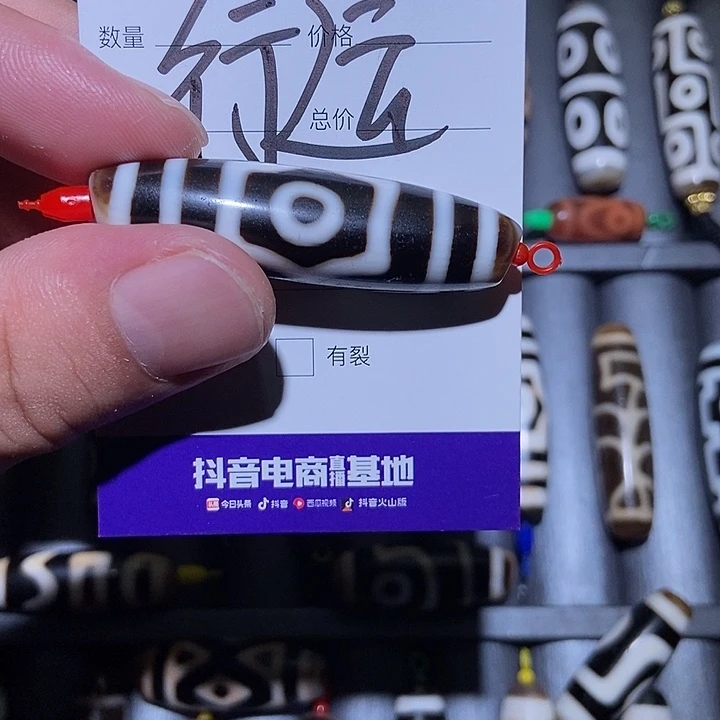 数量 价格
行运
总价
有裂
抖音电商直播基地
今日头条 抖音 西瓜视频 抖音火山版